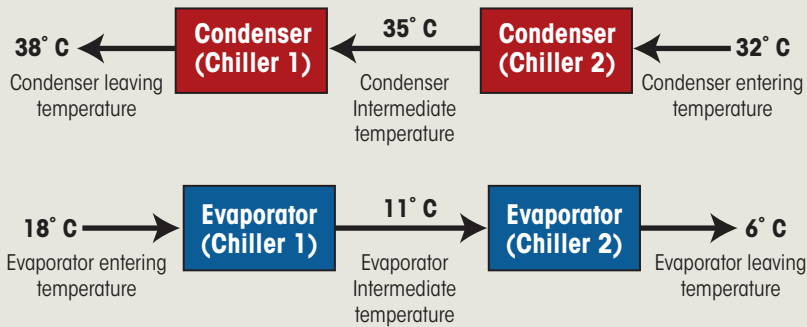 38° C
Condenser leaving
temperature
Condenser
(Chiller 1)
35° C
Condenser
Intermediate
temperature
Condenser
(Chiller 2)
32° C
Condenser entering
temperature
18° C
Evaporator entering
temperature
Evaporator
(Chiller 1)
11° C
Evaporator
Intermediate
temperature
Evaporator
(Chiller 2)
6° C
Evaporator leaving
temperature